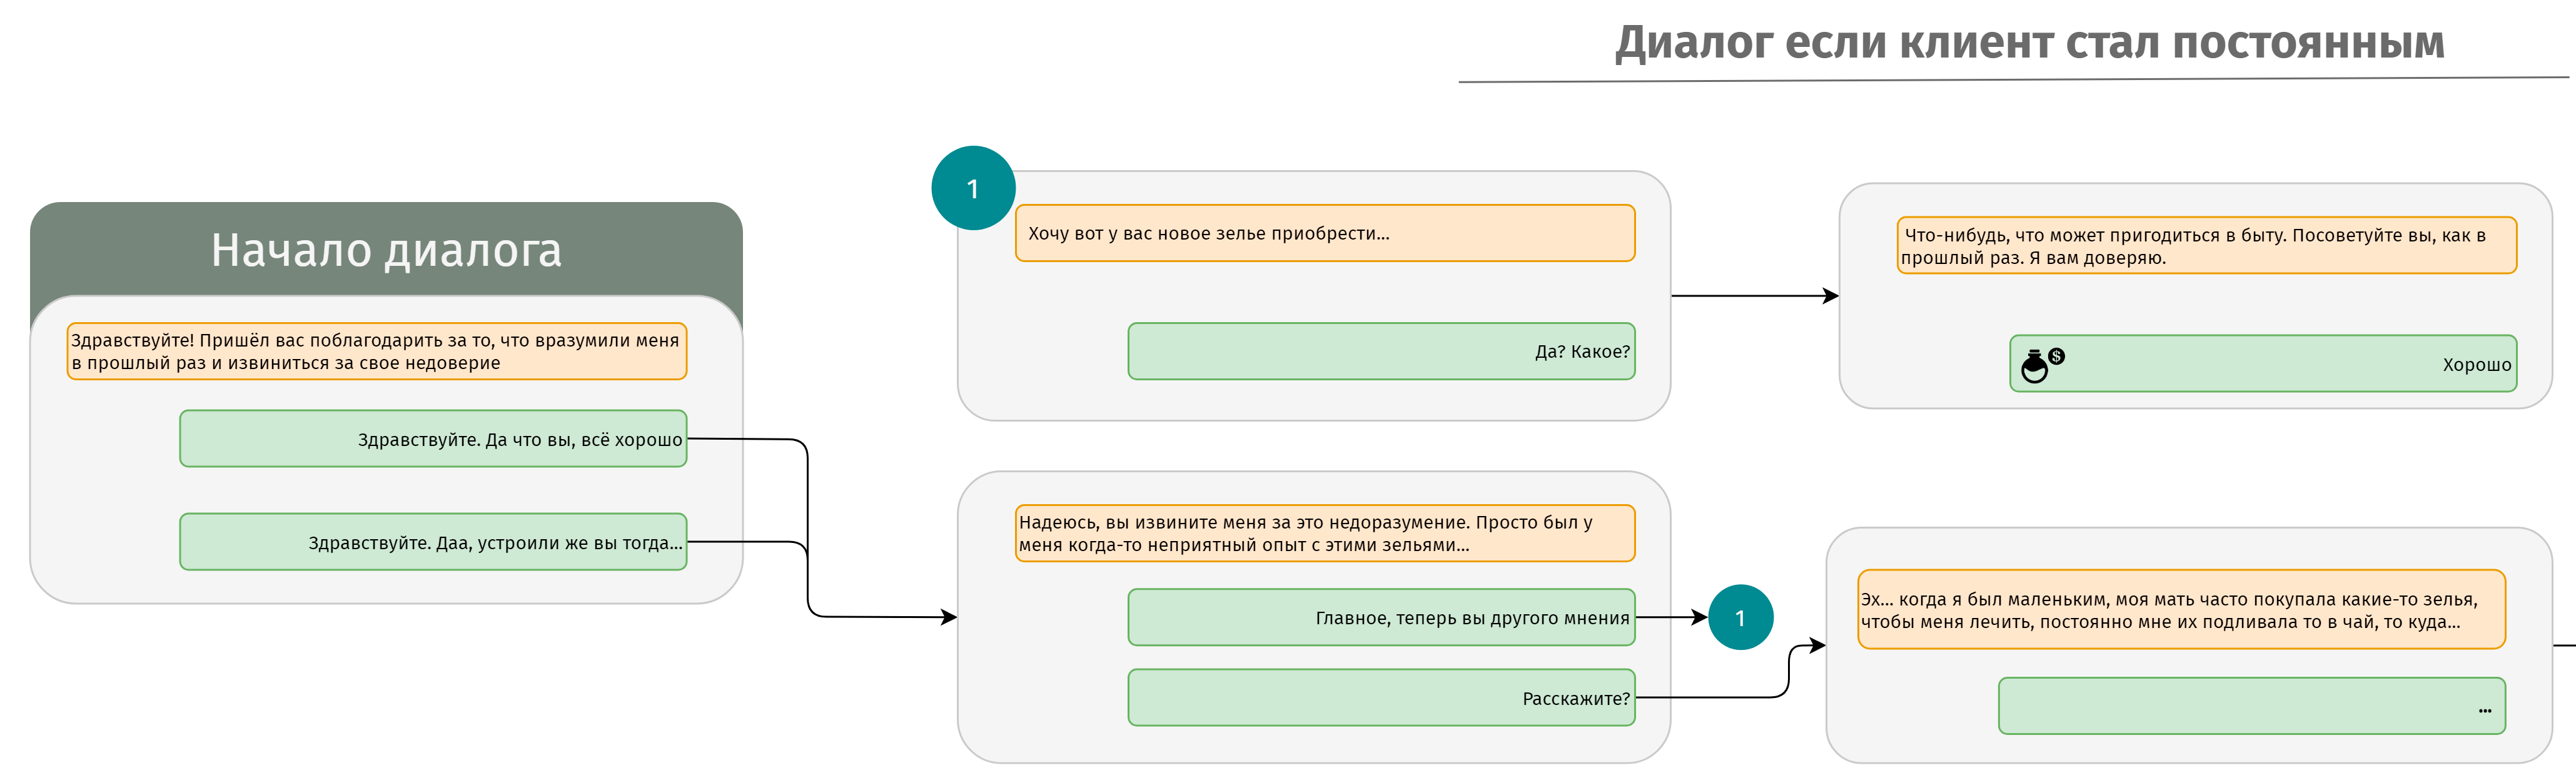 Диалог если клиент стал постоянным
Начало диалога
Здравствуйте! Пришёл вас поблагодарить за то, что вразумили меня
в прошлый раз и извиниться за свое недоверие
Здравствуйте. Да что вы, всё хорошо
Здравствуйте. Даа, устроили же вы тогда...
1
Хочу вот у вас новое зелье приобрести...
Да? Какое?
Что-нибудь, что может пригодиться в быту. Посоветуйте вы, как в
прошлый раз. Я вам доверяю.
$
Хорошо
Надеюсь, вы извините меня за это недоразумение. Просто был у
меня когда-то неприятный опыт с этими зельями...
Главное, теперь вы другого мнения
1
Расскажите?
Эх... когда я был маленьким, моя мать часто покупала какие-то зелья,
чтобы меня лечить, постоянно мне их подливала то в чай, то куда...
...